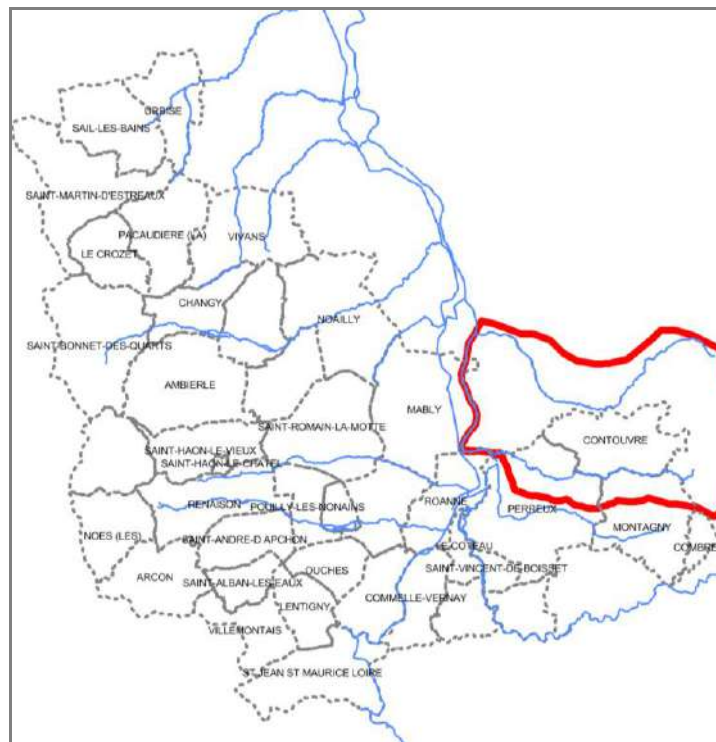 URBISE
SAIL-LES-BAINS
SAINT-MARTIN-D'ESTREAUX
PACAUDIERE (LA)
VIVANS
LE CROZET
CHANGY
NOAILLY
SAINT-BONNET-DES-QUARTS
AMBIERLE
MABLY
SAINT-ROMAIN-LA-MOTTE
CONTOUVRE
SAINT-HAON-LE-VIEUX
SAINT-HAON-LE-CHATEL
RENAISON
POUILLY-LES-NONAINS
ROANNE
PERREUX
NOES (LES)
SAINT-ANDRE-D APCHON
LE COTEAU
MONTAGNY
COMBRE
ARCON
SAINT-ALBAN-LES-EAUX
OUCHES
SAINT-VINCENT-DE-BOISSET
LENTIGNY
COMMELLE-VERNAY
VILLEMONTAIS
ST JEAN ST MAURICE LOIRE